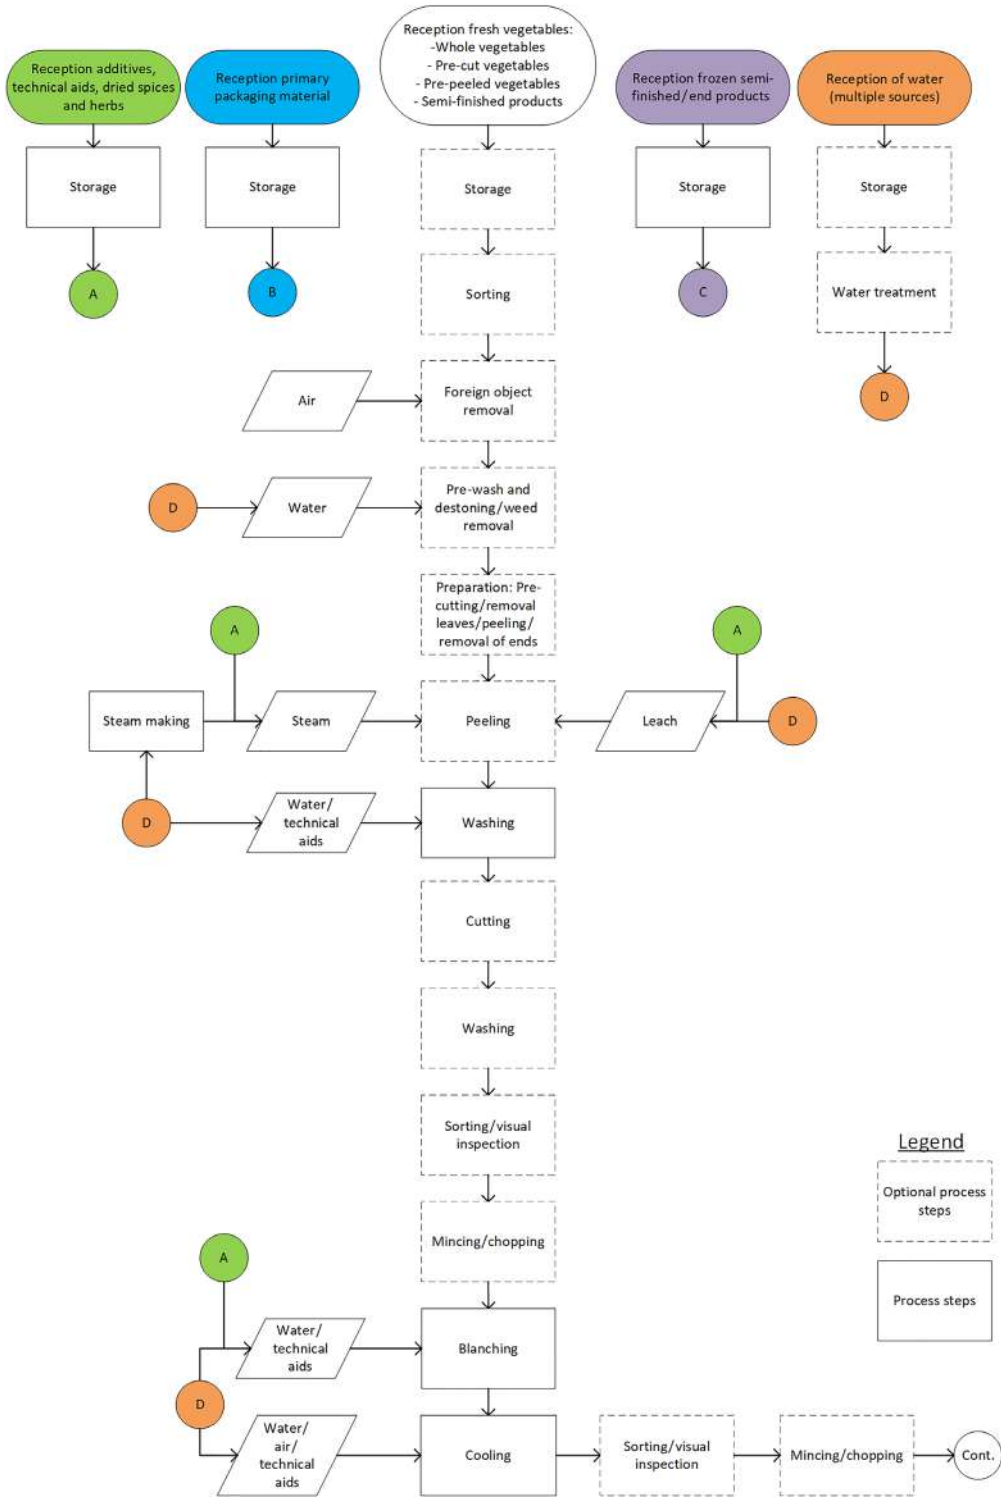 Reception fresh vegetables:
-Whole vegetables
- Pre-cut vegetables
- Pre-peeled vegetables
- Semi-finished products
Reception additives,
technical aids, dried spices
and herbs
Reception primary
packaging material
Reception frozen semi-
finished/end products
Reception of water
(multiple sources)
Storage
Storage
Storage
Storage
Storage
A
B
Sorting
C
Water treatment
Air
Foreign object
removal
D
D
Water
Pre-wash and
destoning/weed
removal
Preparation: Pre-
cutting/removal
leaves/peeling/
removal of ends
A
A
Steam making
Steam
Peeling
Leach
D
D
Water/
technical
aids
Washing
Cutting
Washing
Sorting/visual
inspection
Legend
Optional process
steps
Mincing/chopping
A
Process steps
Water/
technical
aids
Blanching
D
Water/
air/
technical
aids
Cooling
Sorting/visual
inspection
Mincing/chopping
Cont.